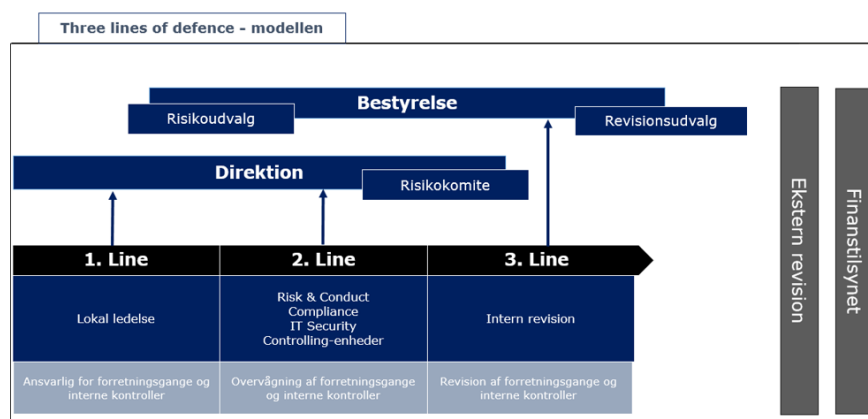 Three lines of defence - modellen
Bestyrelse
Risikoudvalg
Revisionsudvalg
Direktion
Risikokomite
1. Line
2. Line
3. Line
Lokal ledelse
Risk & Conduct
Compliance
IT Security
Controlling-enheder
Intern revision
Ansvarlig for forretningsgange og
interne kontroller
Overvågning af forretningsgange
og interne kontroller
Revision af forretningsgange og
interne kontroller
Ekstern revision
Finanstilsynet